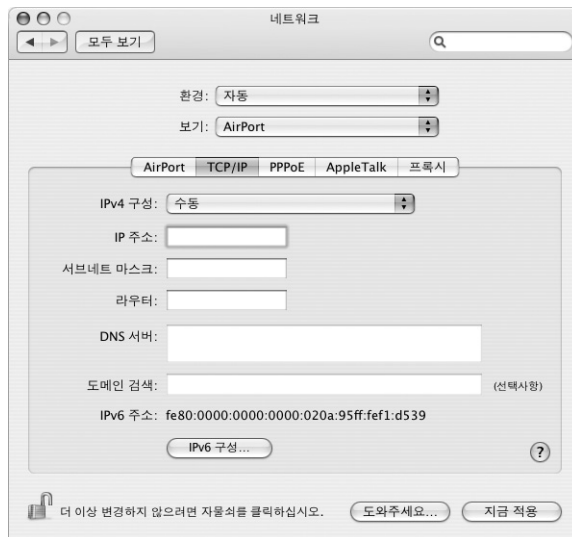 네트워크
모두 보기
환경: 자동
보기: AirPort
AirPort TCP/IP PPPoE AppleTalk 프록시
IPv4 구성: 수동
IP 주소:
서브네트 마스크:
라우터:
DNS 서버:
도메인 검색: (선택사항)
IPv6 주소: fe80:0000:0000:0000:020a:95ff:fef1:d539
IPv6 구성...
?
더 이상 변경하지 않으려면 자물쇠를 클릭하십시오. 도와주세요... 지금 적용